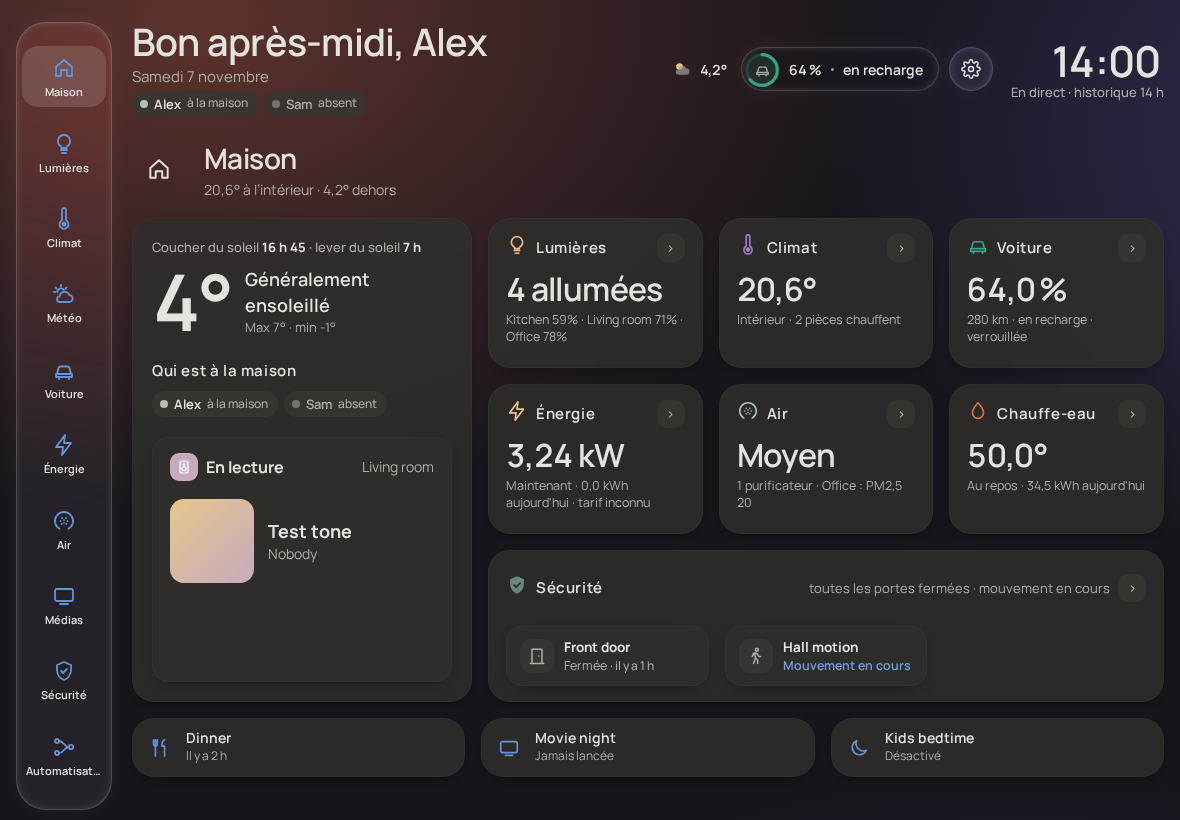 Maison
Lumières
Climat
Météo
Voiture
Énergie
Air
Médias
Sécurité
Automatisat…
Bon après-midi, Alex
Samedi 7 novembre
Alex à la maison
Sam absent
4,2°
64 % · en recharge
14:00
En direct · historique 14 h
Maison
20,6° à l'intérieur · 4,2° dehors
Coucher du soleil 16 h 45 · lever du soleil 7 h
4°
Généralement
ensoleillé
Max 7° · min -1°
Qui est à la maison
Alex à la maison
Sam absent
En lecture
Living room
Test tone
Nobody
Lumières
4 allumées
Kitchen 59% · Living room 71% ·
Office 78%
Climat
20,6°
Intérieur · 2 pièces chauffent
Voiture
64,0 %
280 km · en recharge ·
verrouillée
Énergie
3,24 kW
Maintenant · 0,0 kWh
aujourd'hui · tarif inconnu
Air
Moyen
1 purificateur · Office : PM2,5
20
Chauffe-eau
50,0°
Au repos · 34,5 kWh aujourd'hui
Sécurité
toutes les portes fermées · mouvement en cours
Front door
Fermée · il y a 1 h
Hall motion
Mouvement en cours
Dinner
Il y a 2 h
Movie night
Jamais lancée
Kids bedtime
Désactivé